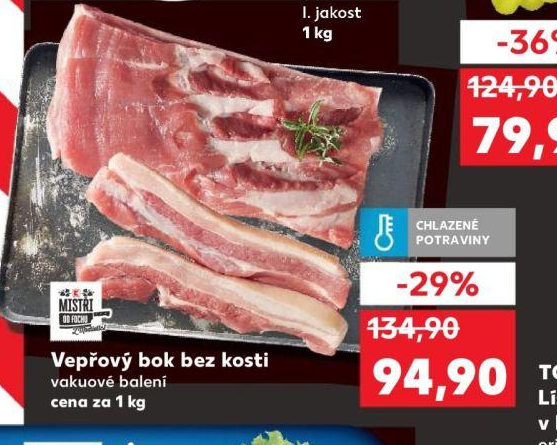 I. jakost
1 kg
-36%
124,90
79,9
CHLAZENÉ
POTRAVINY
-29%
134,90
94,90
MISTŘI
OD FOCHU
Vepřový bok bez kosti
vakuově balení
cena za 1 kg
Lí
v